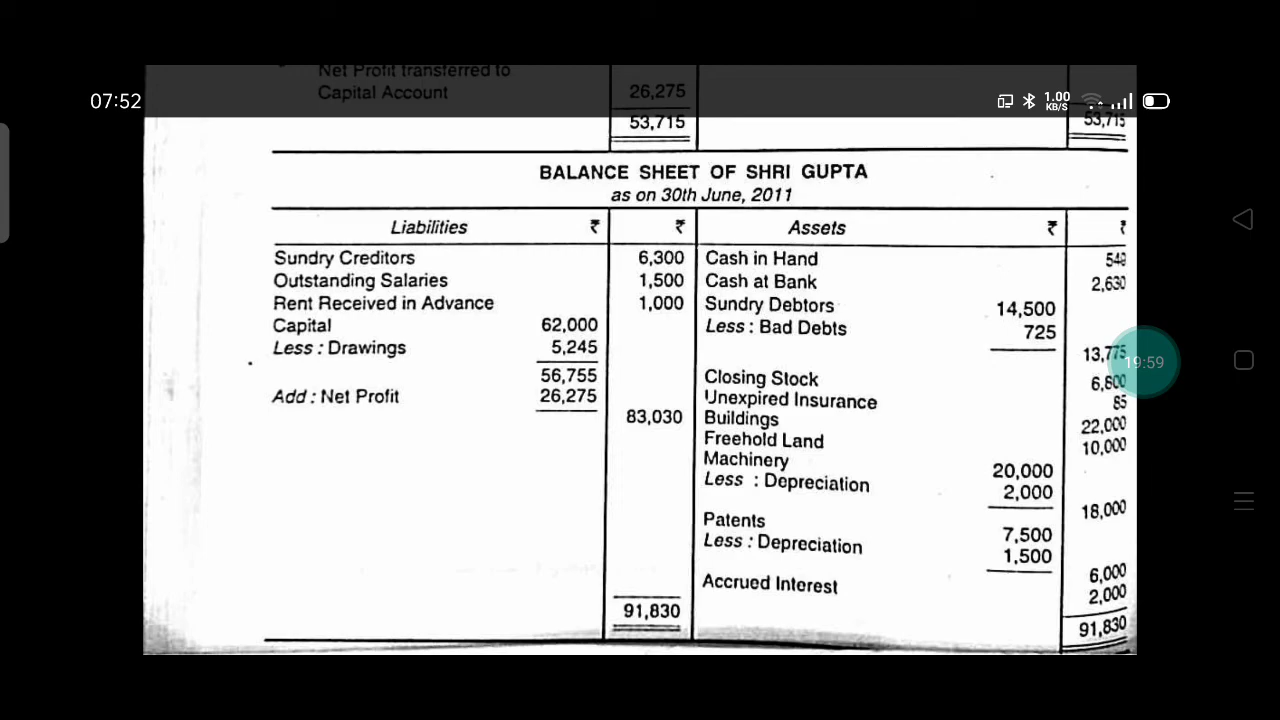 07:52 1.00 KB/S
Net Profit transferred to
Capital Account 26,275
53,715 53,715
BALANCE SHEET OF SHRI GUPTA
as on 30th June, 2011
Liabilities ₹ ₹ Assets ₹ ₹
Sundry Creditors 6,300 Cash in Hand 540
Outstanding Salaries 1,500 Cash at Bank 2,630
Rent Received in Advance 1,000 Sundry Debtors 14,500
Capital 62,000 Less : Bad Debts 725
Less : Drawings 5,245 13,775
19:59
56,755 Closing Stock 6,800
Add : Net Profit 26,275 Unexpired Insurance 85
83,030 Buildings 22,000
Freehold Land 10,000
Machinery 20,000
Less : Depreciation 2,000
18,000
Patents 7,500
Less : Depreciation 1,500
6,000
Accrued Interest 2,000
91,830 91,830